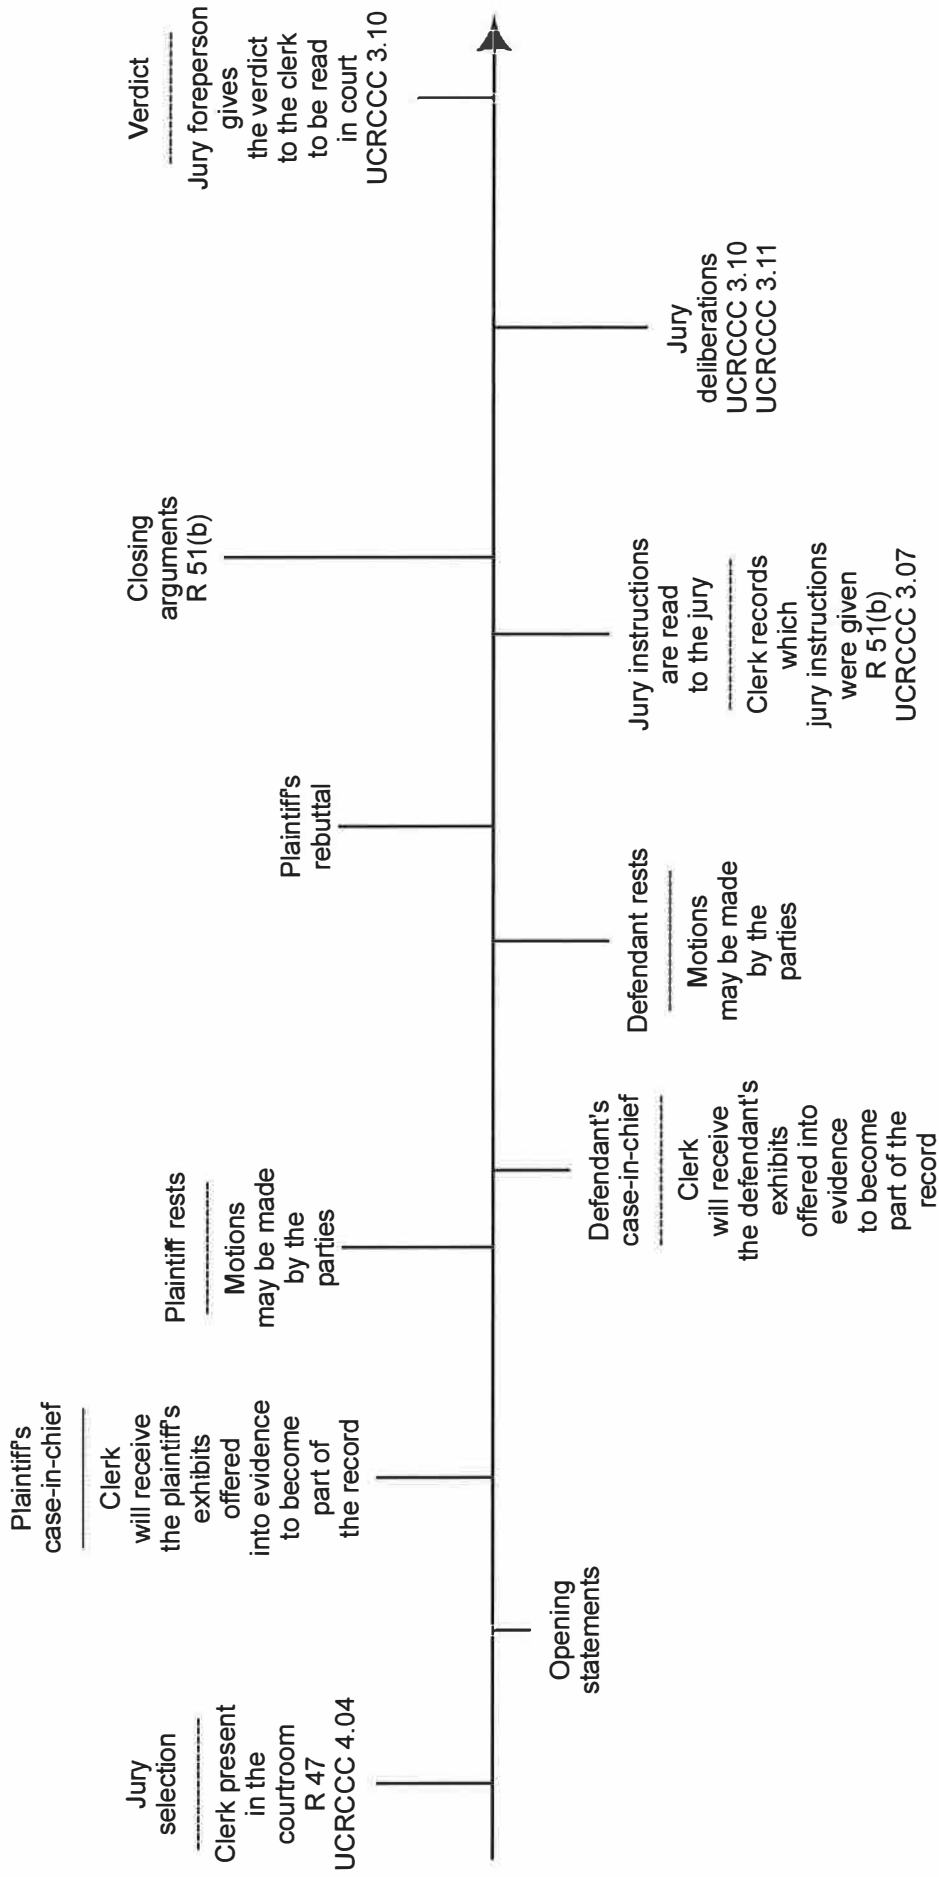 Jury
selection
Clerk present
in the
courtroom
R 47
UCRCCC 4.04
Opening
statements
Plaintiff's
case-in-chief
Clerk
will receive
the plaintiff's
exhibits
offered
into evidence
to become
part of
the record
Plaintiff rests
Motions
may be made
by the
parties
Defendant's
case-in-chief
Clerk
will receive
the defendant's
exhibits
offered into
evidence
to become
part of the
record
Defendant rests
Motions
may be made
by the
parties
Plaintiff's
rebuttal
Jury instructions
are read
to the jury
Clerk records
which
jury instructions
were given
R 51(b)
UCRCCC 3.07
Closing
arguments
R 51(b)
Jury
deliberations
UCRCCC 3.10
UCRCCC 3.11
Verdict
Jury foreperson
gives
the verdict
to the clerk
to be read
in court
UCRCCC 3.10